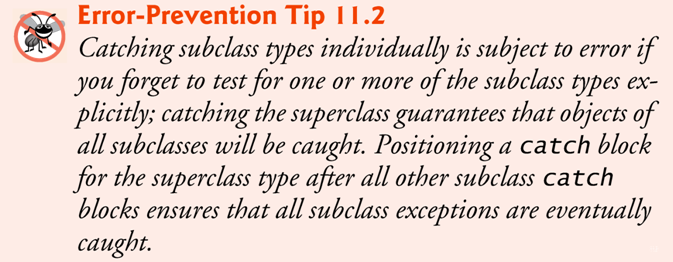 Error-Prevention Tip 11.2
Catching subclass types individually is subject to error if
you forget to test for one or more of the subclass types ex-
plicitly; catching the superclass guarantees that objects of
all subclasses will be caught. Positioning a catch block
for the superclass type after all other subclass catch
blocks ensures that all subclass exceptions are eventually
caught.